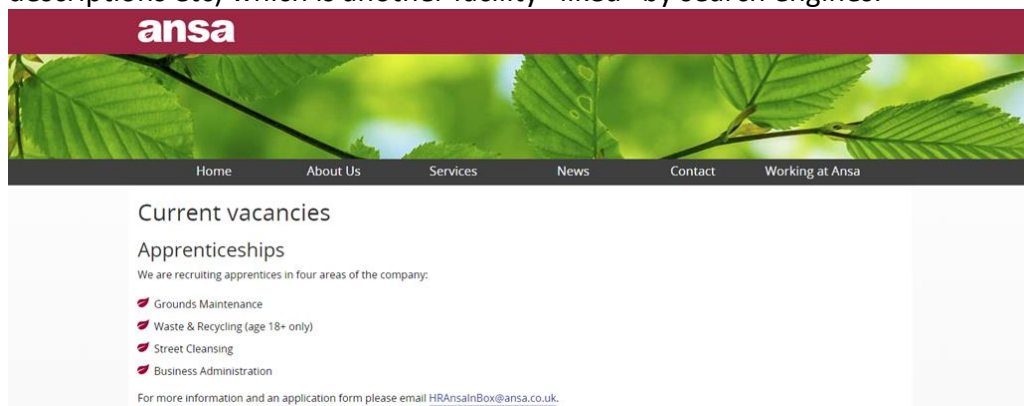 descriptions etc) which is another facility "liked" by search engines.
ansa
Home About Us Services News Contact Working at Ansa
Current vacancies
Apprenticeships
We are recruiting apprentices in four areas of the company:
Grounds Maintenance
Waste & Recycling (age 18+ only)
Street Cleansing
Business Administration
For more information and an application form please email HRAnsaInBox@ansa.co.uk.